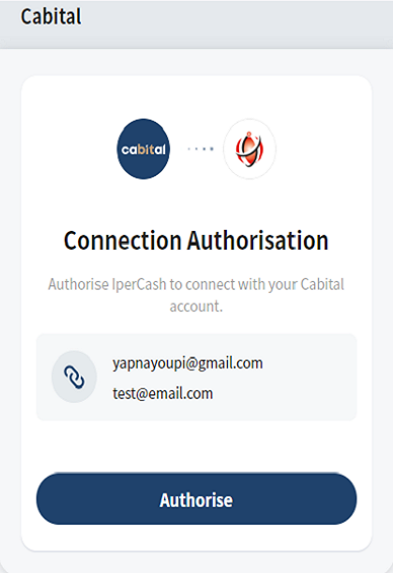 Cabital
cabital
Connection Authorisation
Authorise IperCash to connect with your Cabital
account.
yapnayoupi@gmail.com
test@email.com
Authorise